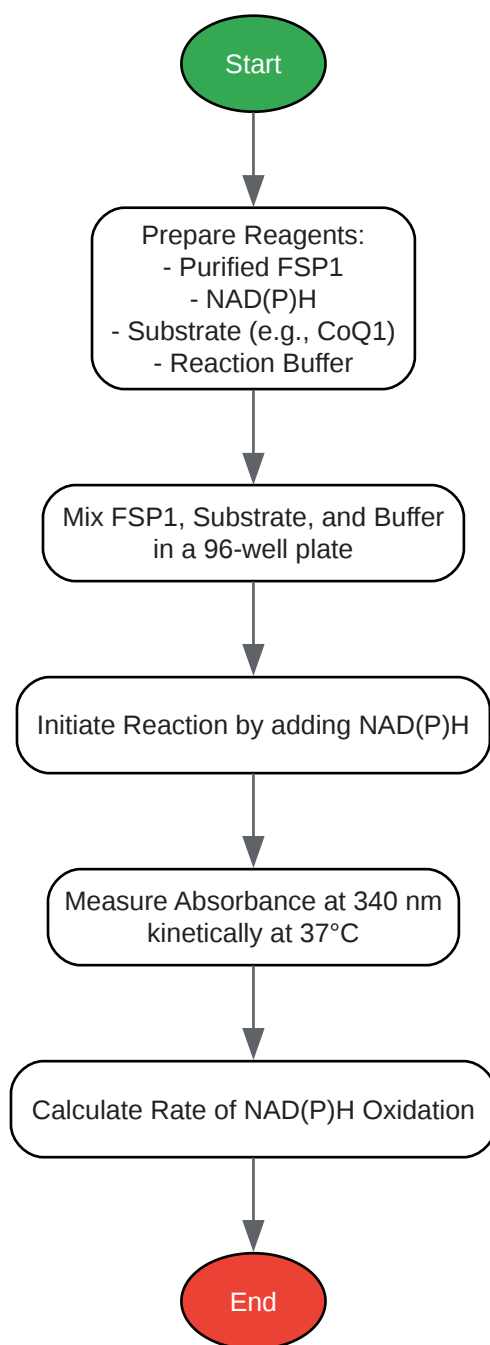 Start
Prepare Reagents:
- Purified FSP1
- NAD(P)H
- Substrate (e.g., CoQ1)
- Reaction Buffer
Mix FSP1, Substrate, and Buffer
in a 96-well plate
Initiate Reaction by adding NAD(P)H
Measure Absorbance at 340 nm
kinetically at 37°C
Calculate Rate of NAD(P)H Oxidation
End